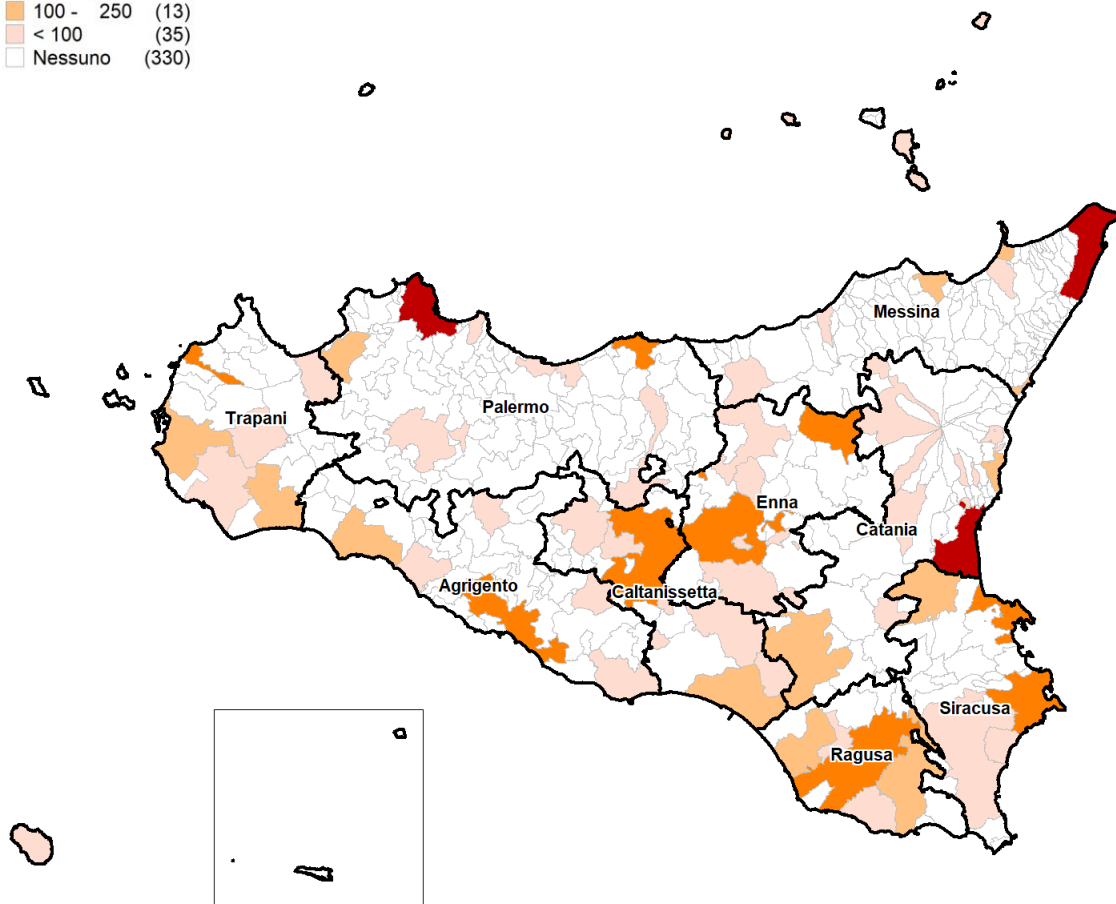 100 - 250 (13)
< 100 (35)
Nessuno (330)
Messina
Palermo
Trapani
Enna
Catania
Agrigento
Caltanissetta
Siracusa
Ragusa